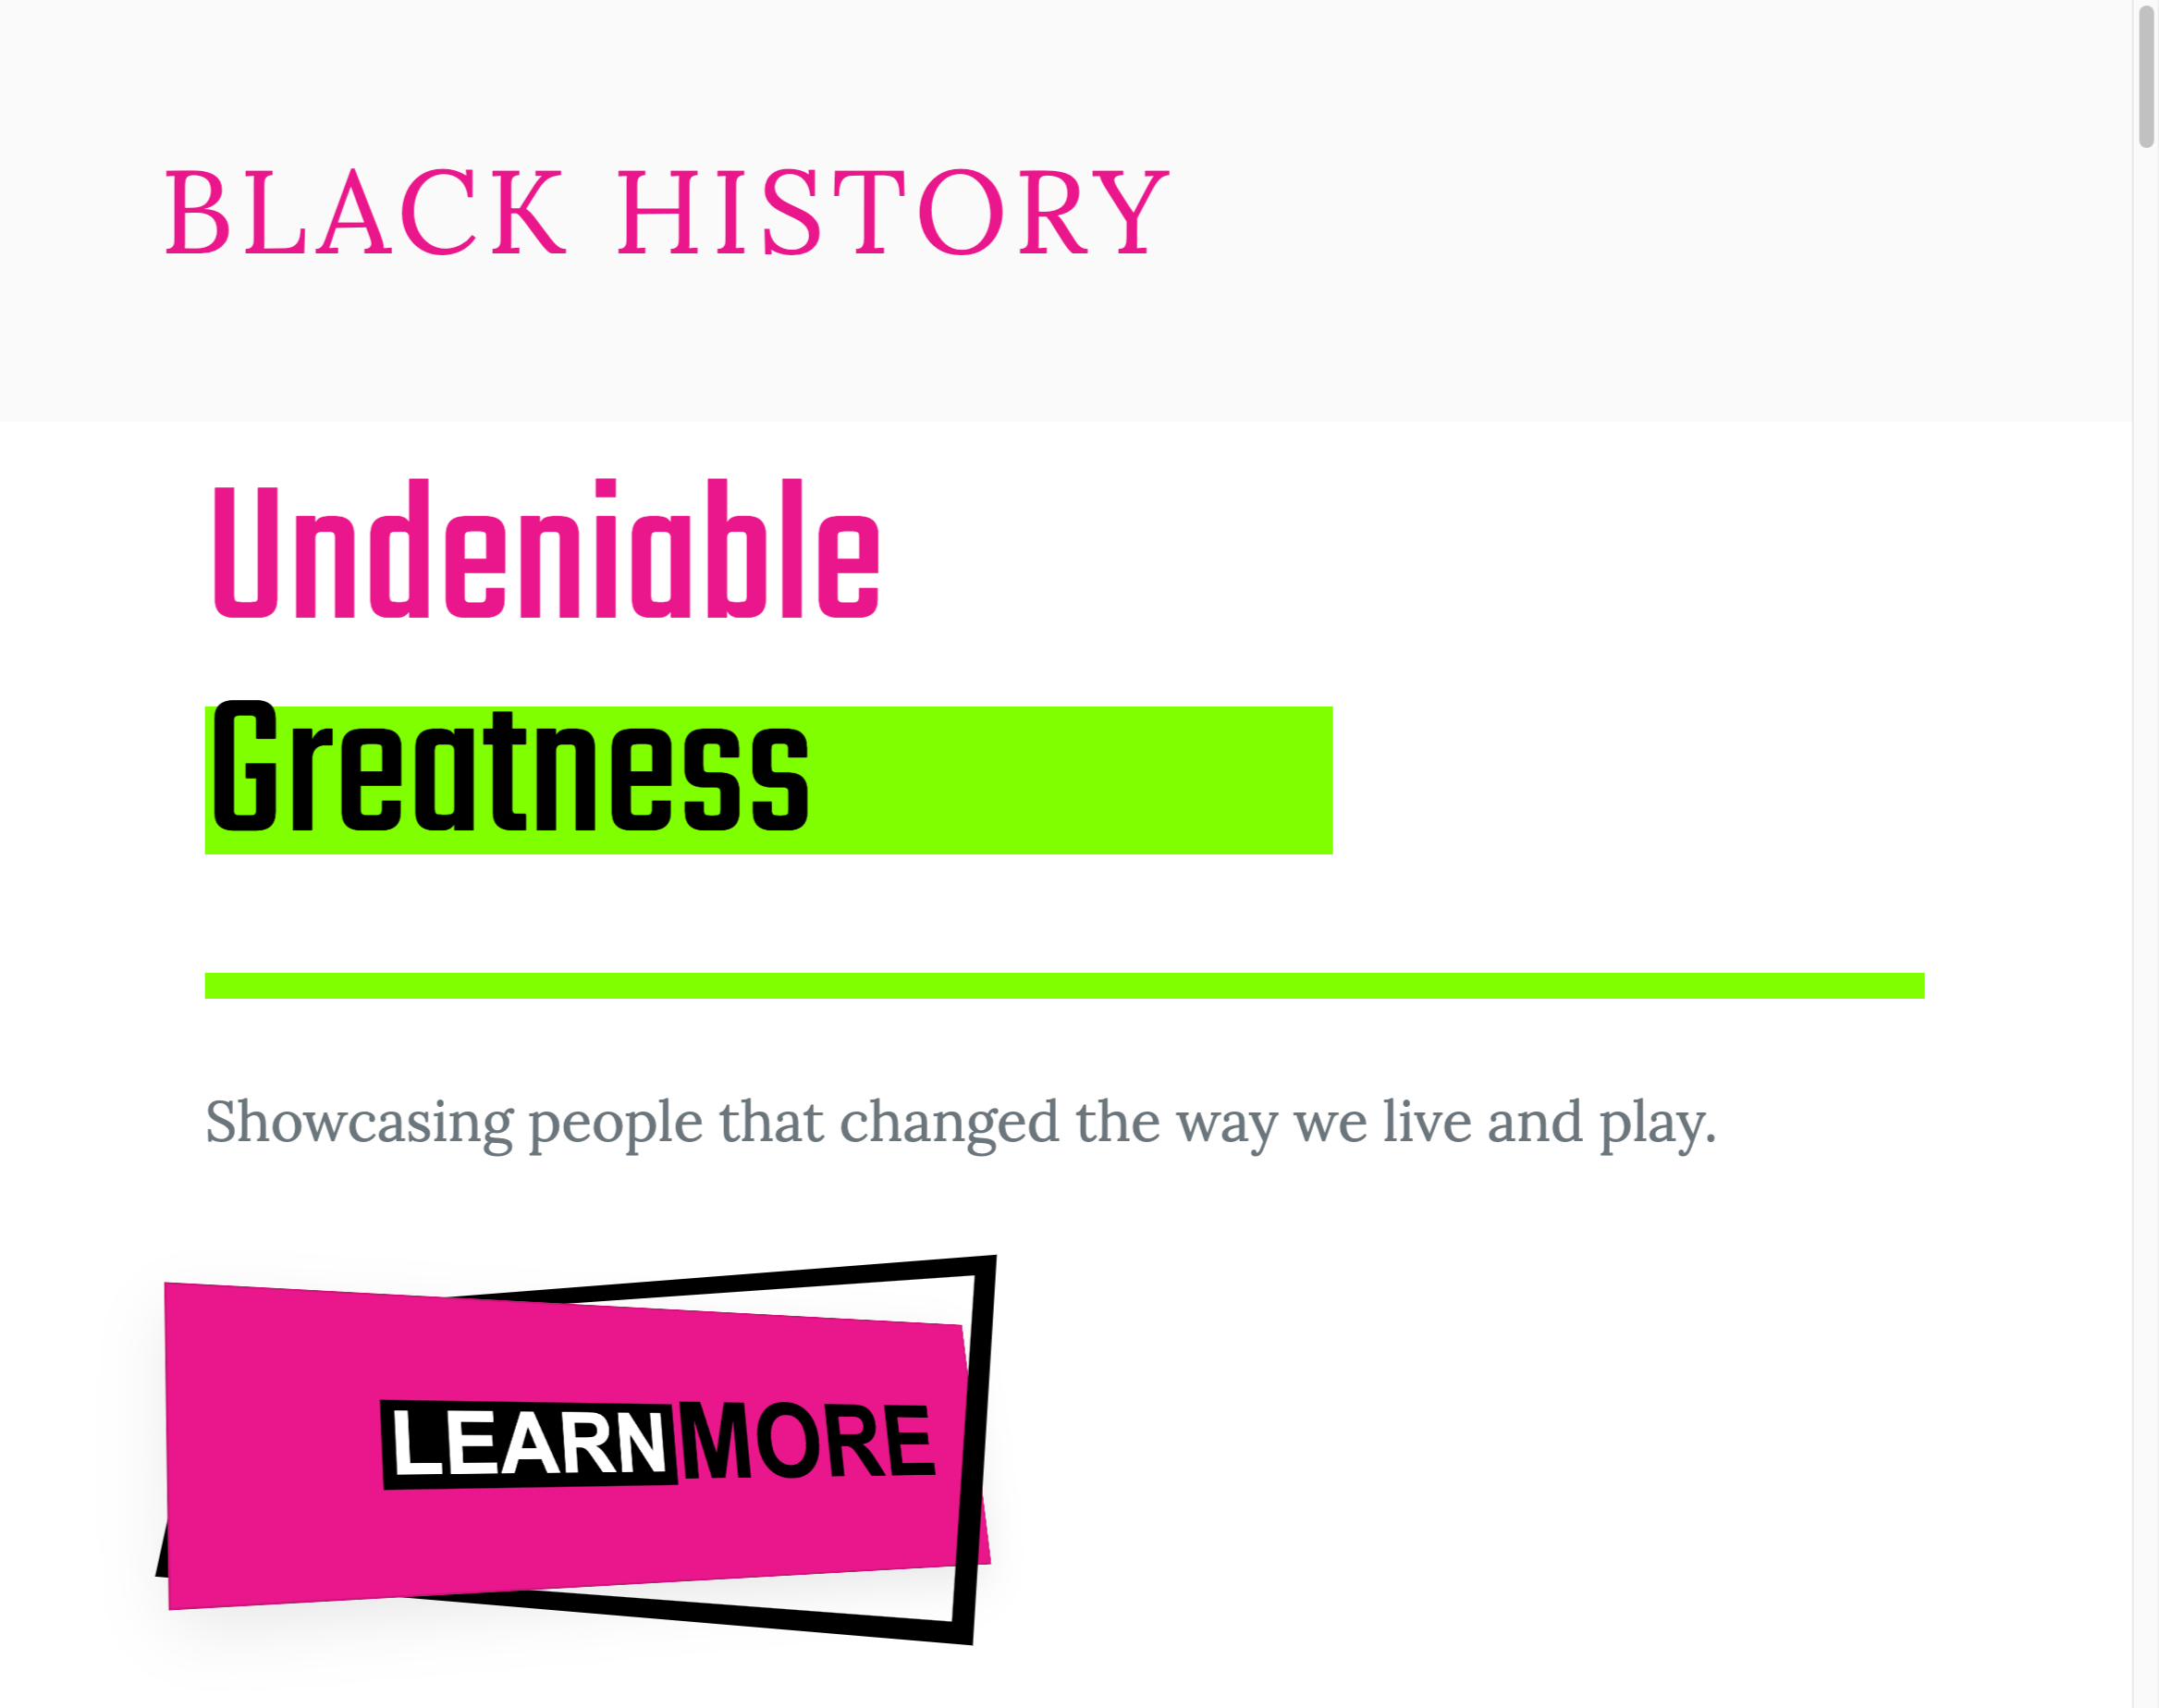 BLACK HISTORY
Undeniable
Greatness
Showcasing people that changed the way we live and play.
LEARN MORE